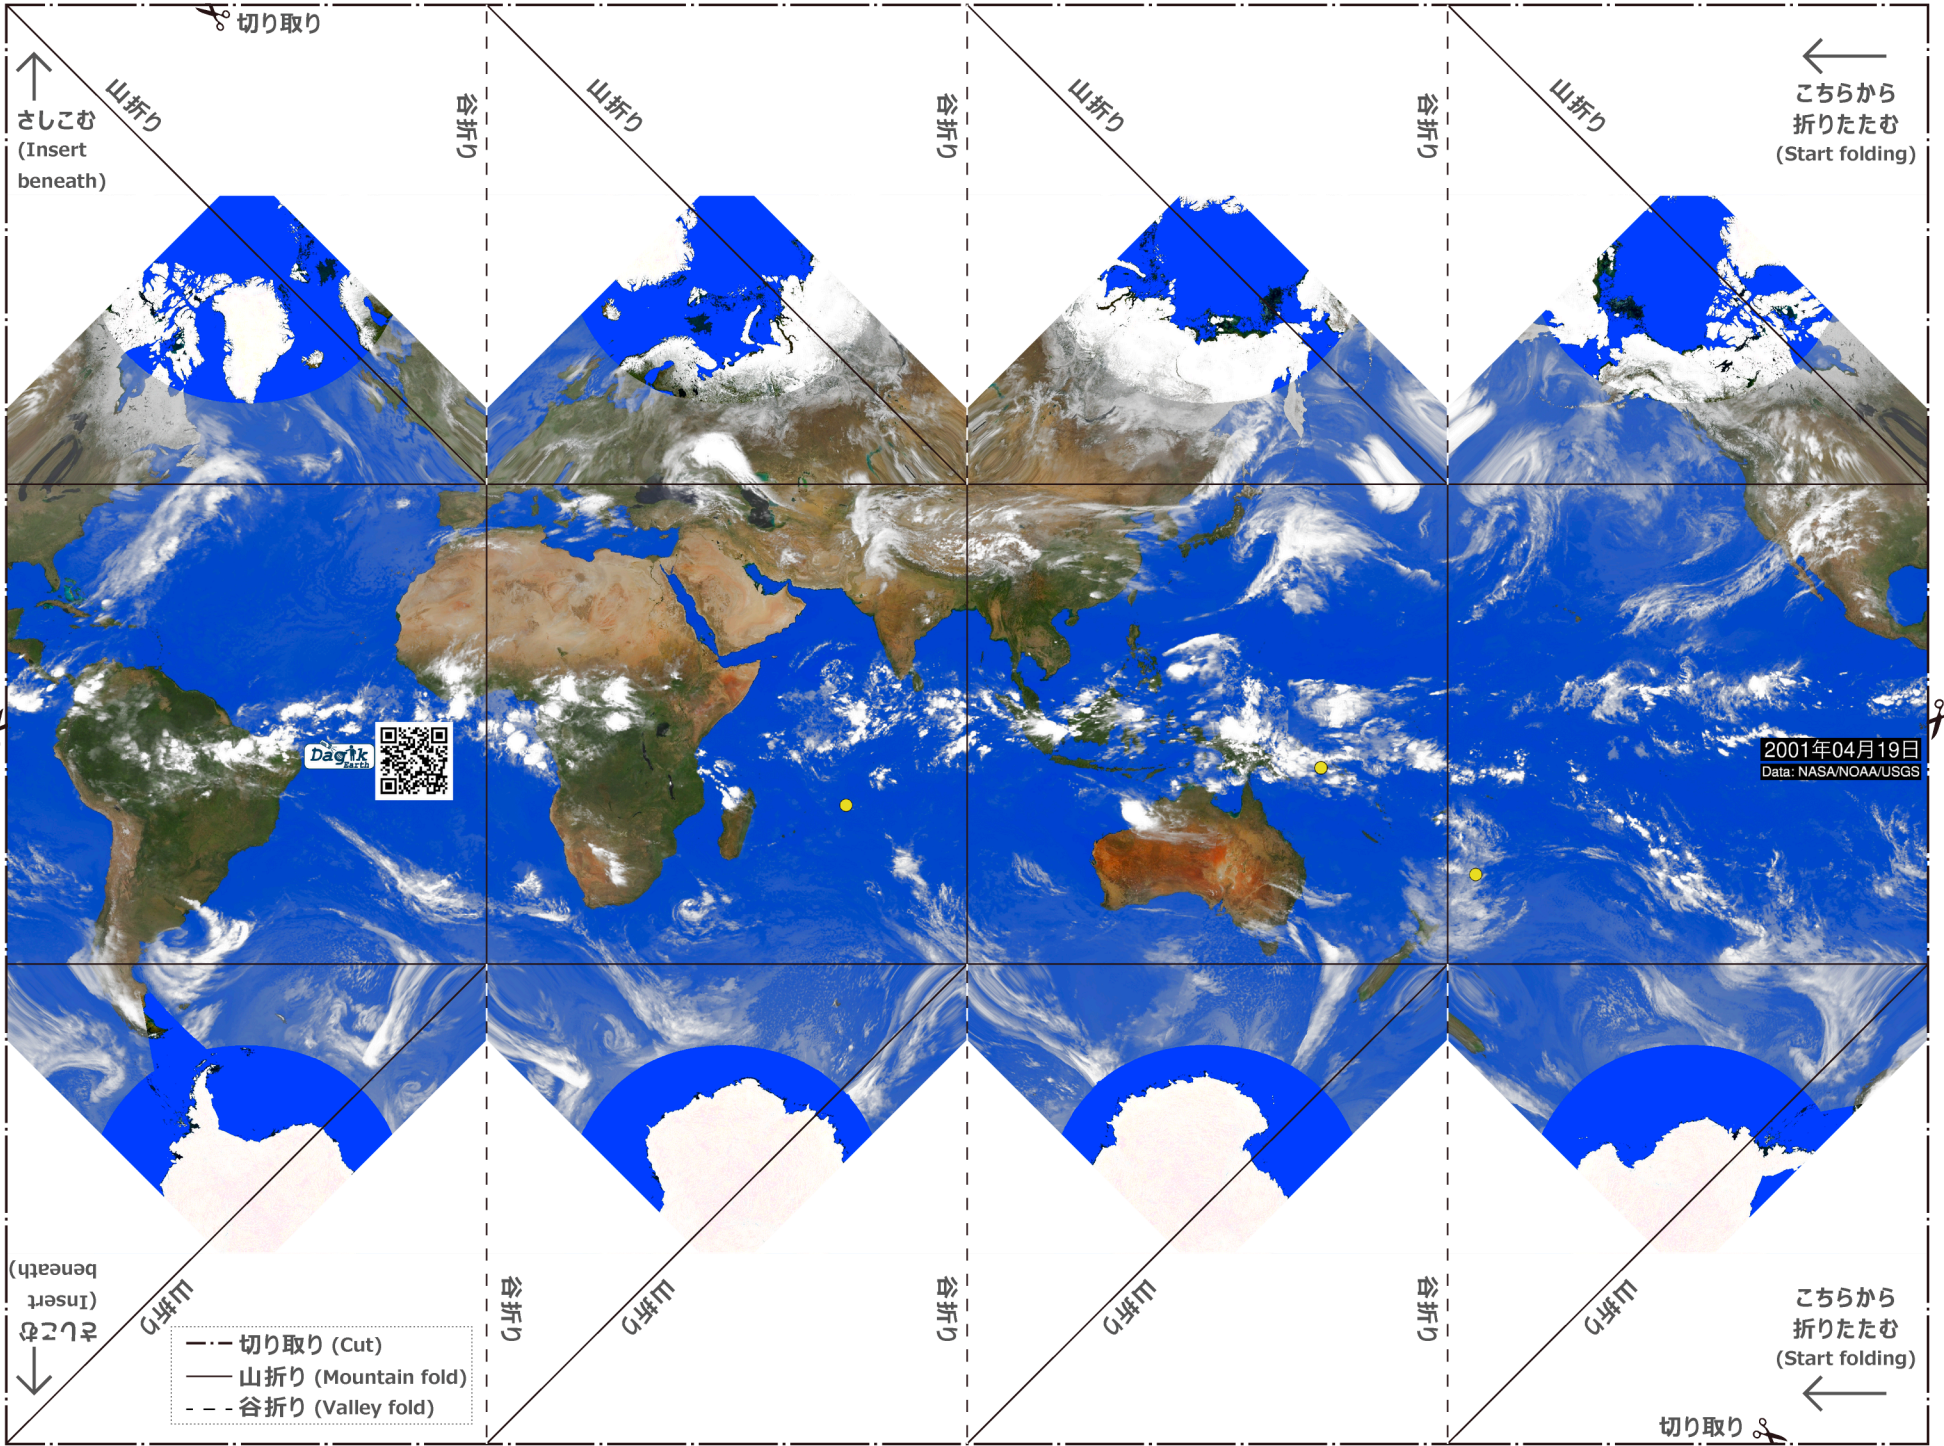 切り取り
山折り
谷折り
山折り
谷折り
山折り
谷折り
山折り
さしこむ
(Insert
beneath)
こちらから
折りたたむ
(Start folding)
Dagik
Earth
2001年04月19日
Data: NASA/NOAA/USGS
さしこむ
(Insert
beneath)
山折り
谷折り
山折り
谷折り
山折り
谷折り
山折り
こちらから
折りたたむ
(Start folding)
切り取り (Cut)
山折り (Mountain fold)
谷折り (Valley fold)
切り取り